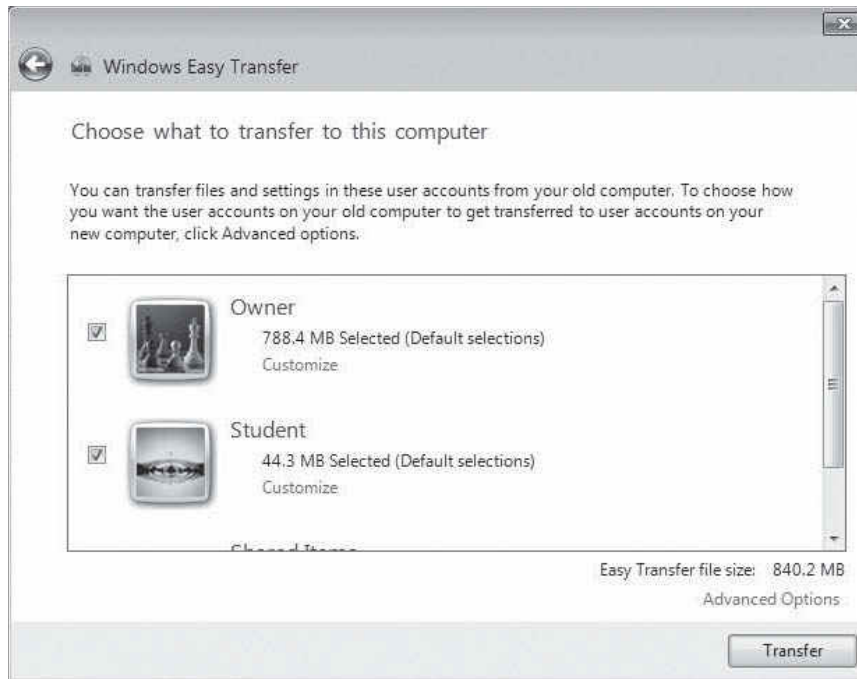 Windows Easy Transfer
Choose what to transfer to this computer
You can transfer files and settings in these user accounts from your old computer. To choose how
you want the user accounts on your old computer to get transferred to user accounts on your
new computer, click Advanced options.
Owner
788.4 MB Selected (Default selections)
Customize
Student
44.3 MB Selected (Default selections)
Customize
Shared Items
Easy Transfer file size: 840.2 MB
Advanced Options
Transfer